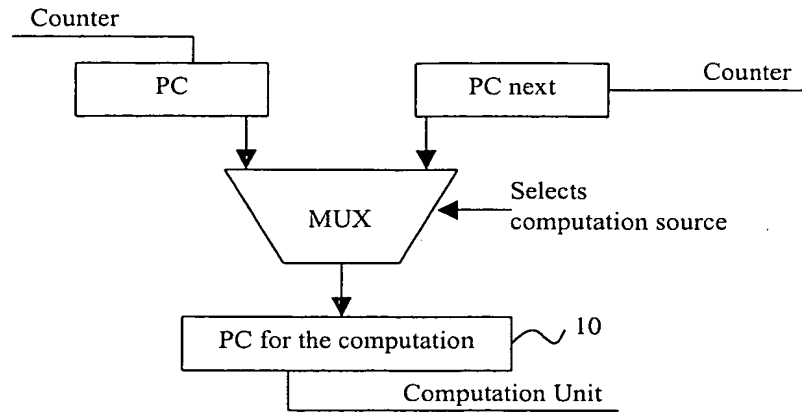 Counter
PC
PC next
Counter
MUX
Selects
computation source
PC for the computation
10
Computation Unit